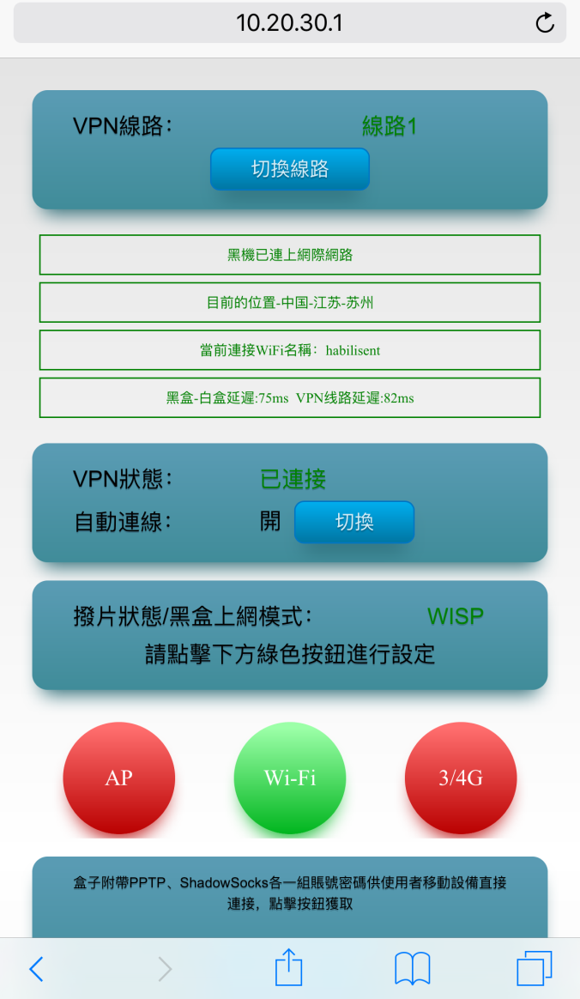 10.20.30.1
VPN線路： 線路1
切換線路
黑機已連上網際網路
目前的位置-中国-江苏-苏州
當前連接WiFi名稱：habilisent
黑盒-白盒延遲:75ms VPN线路延遲:82ms
VPN狀態： 已連接
自動連線： 開 切換
撥片狀態/黑盒上網模式： WISP
請點擊下方綠色按鈕進行設定
AP Wi-Fi 3/4G
盒子附帶PPTP、ShadowSocks各一組賬號密碼供使用者移動設備直接
連接，點擊按鈕獲取